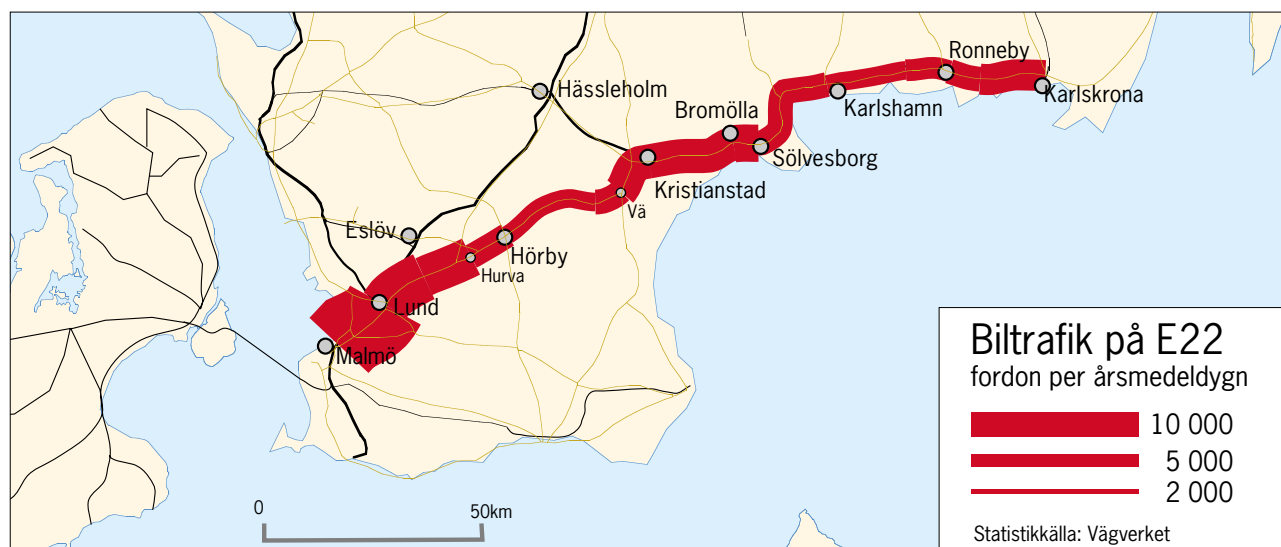 Ronneby
Hässleholm
Karlskrona
Karlshamn
Bromölla
Sölvesborg
Kristianstad
Vä
Eslöv
Hörby
Hurva
Lund
Malmö
Biltrafik på E22
fordon per årsmedeldygn
10 000
5 000
2 000
Statistikkälla: Vägverket
0 50km